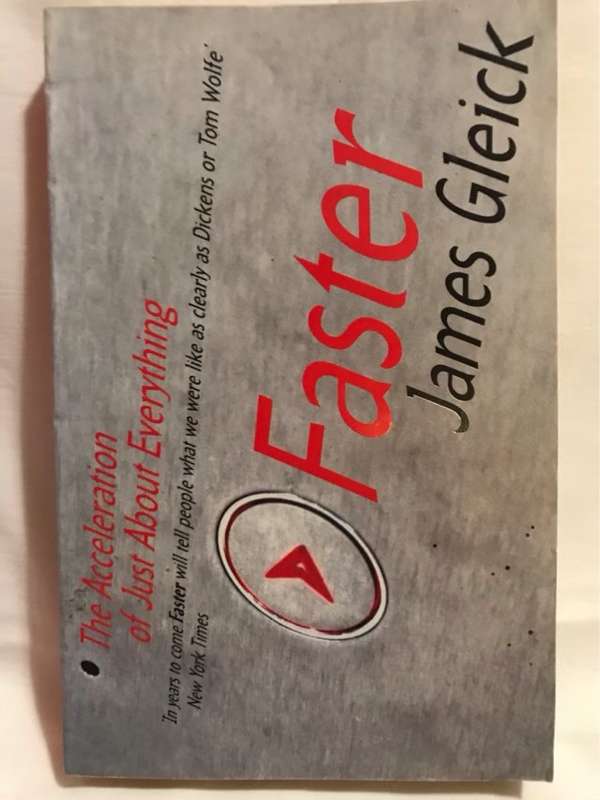 The Acceleration
of Just About Everything
'In years to come Faster will tell people what we were like as clearly as Dickens or Tom Wolfe'
New York Times
Faster
James Gleick